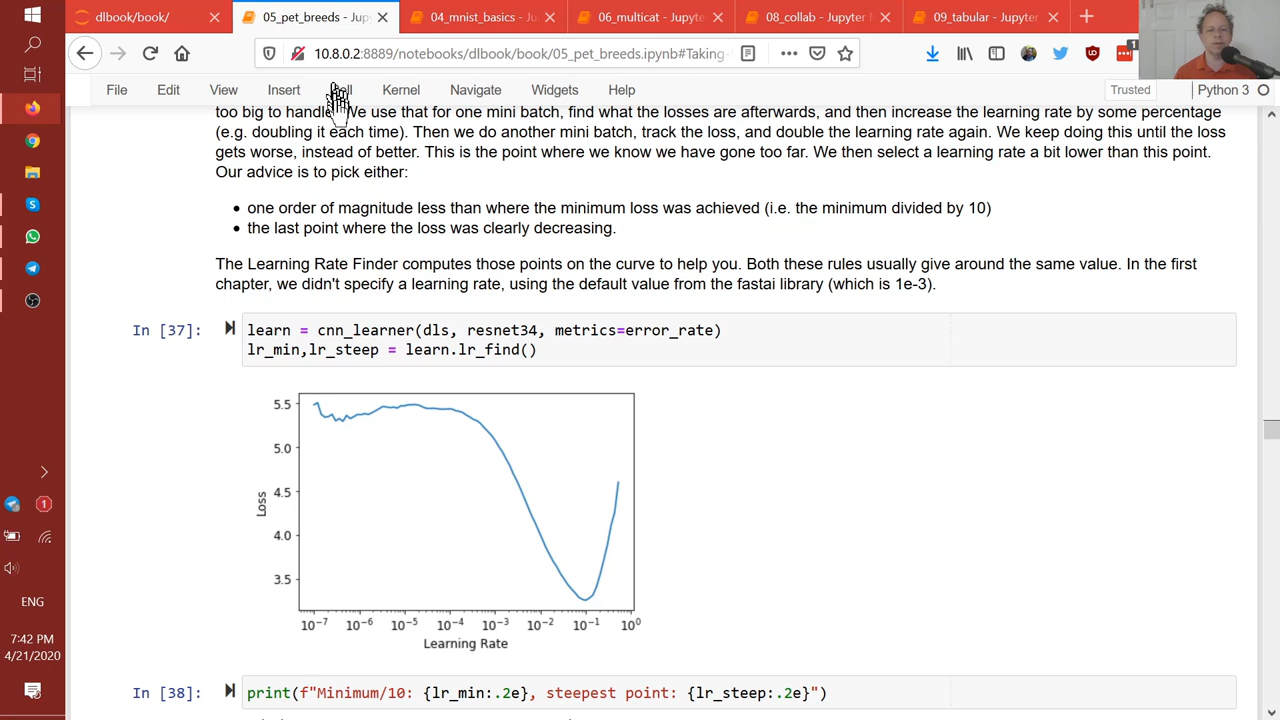 dlbook/book/
05_pet_breeds - Jup
04_mnist_basics - Jup
06_multicat - Jupyte
08_collab - Jupyter
09_tabular - Jupyter
10.8.0.2:8889/notebooks/dlbook/book/05_pet_breeds.ipynb#Taking-
1
File Edit View Insert Kernel Navigate Widgets Help
Trusted
Python 3
too big to handle. We use that for one mini batch, find what the losses are afterwards, and then increase the learning rate by some percentage
(e.g. doubling it each time). Then we do another mini batch, track the loss, and double the learning rate again. We keep doing this until the loss
gets worse, instead of better. This is the point where we know we have gone too far. We then select a learning rate a bit lower than this point.
Our advice is to pick either:
• one order of magnitude less than where the minimum loss was achieved (i.e. the minimum divided by 10)
• the last point where the loss was clearly decreasing.
The Learning Rate Finder computes those points on the curve to help you. Both these rules usually give around the same value. In the first
chapter, we didn't specify a learning rate, using the default value from the fastai library (which is 1e-3).
In [37]:
learn = cnn_learner(dls, resnet34, metrics=error_rate)
lr_min,lr_steep = learn.lr_find()
5.5
5.0
4.5
4.0
3.5
Loss
10⁻⁷ 10⁻⁶ 10⁻⁵ 10⁻⁴ 10⁻³ 10⁻² 10⁻¹ 10⁰
Learning Rate
In [38]:
print(f"Minimum/10: {lr_min:.2e}, steepest point: {lr_steep:.2e}")
1
ENG
7:42 PM
4/21/2020